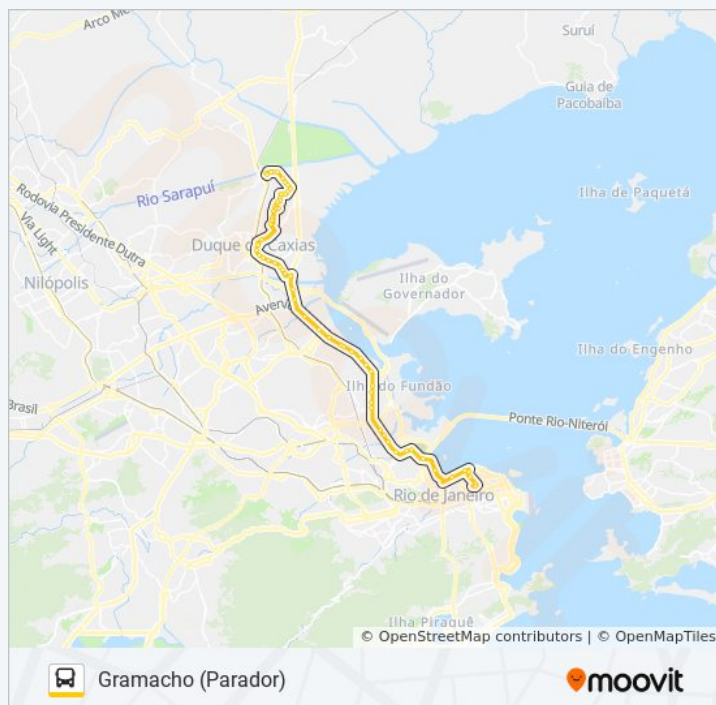 Arco Me
Suruí
Guia de
Pacobaíba
Rio Sarapuí
Ilha de Paquetá
Rodovia Presidente Dutra
Via Light
Duque de Caxias
Nilópolis
Ilha do
Governador
Ilha do Engenho
Brasil
Ilha do Fundão
Ponte Rio-Niterói
Rio de Janeiro
Ilha Piraquê
© OpenStreetMap contributors | © OpenMapTiles
Gramacho (Parador)
moovit